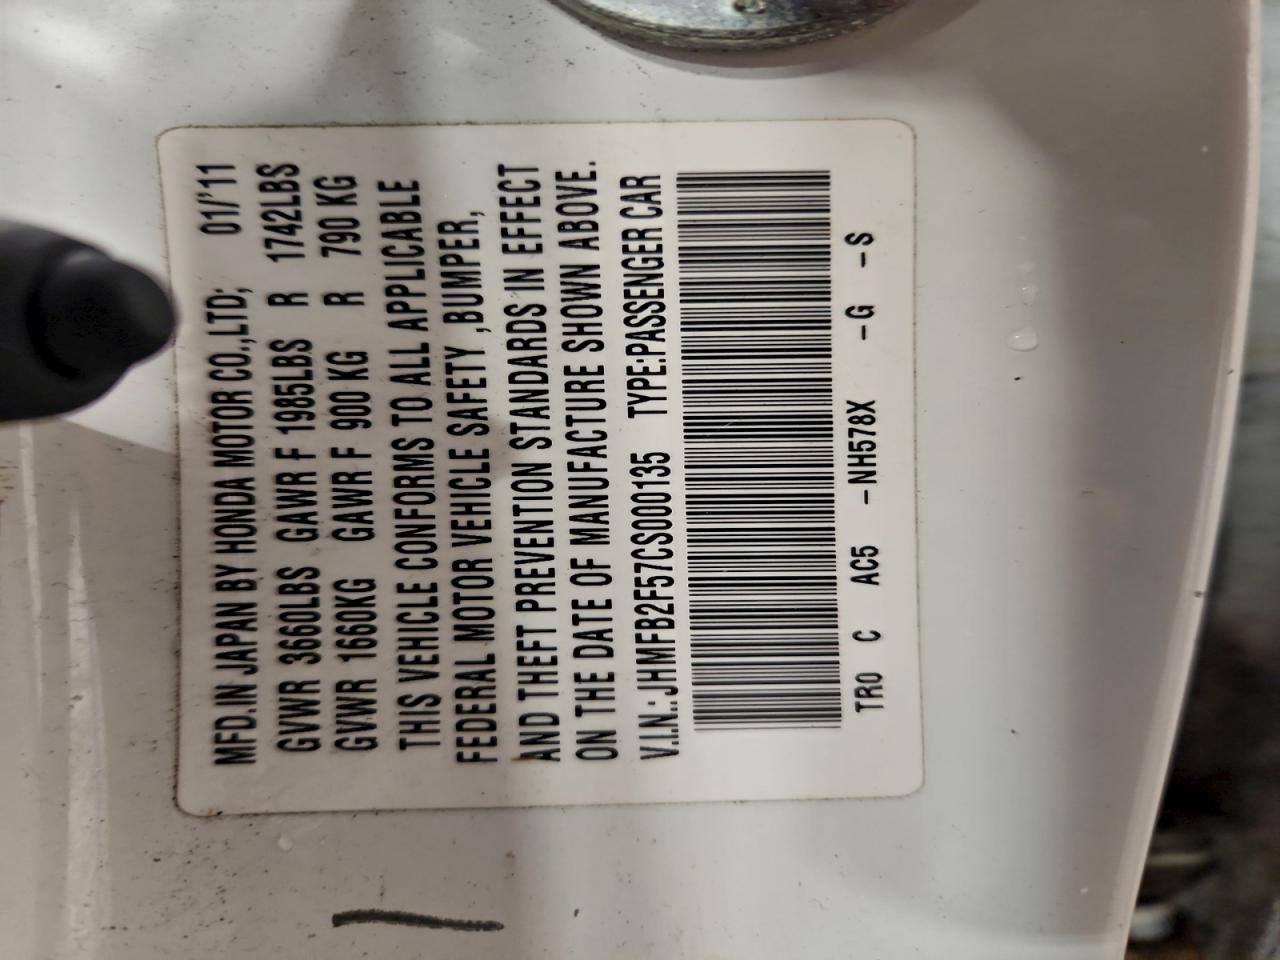 MFD.IN JAPAN BY HONDA MOTOR CO.,LTD; 01/'11
GVWR 3660LBS GAWR F 1985LBS R 1742LBS
GVWR 1660KG GAWR F 900 KG R 790 KG
THIS VEHICLE CONFORMS TO ALL APPLICABLE
FEDERAL MOTOR VEHICLE SAFETY ,BUMPER,
AND THEFT PREVENTION STANDARDS IN EFFECT
ON THE DATE OF MANUFACTURE SHOWN ABOVE.
V.I.N.: JHMFB2F57CS000135 TYPE:PASSENGER CAR
TR0 C AC5 -NH578X -G -S